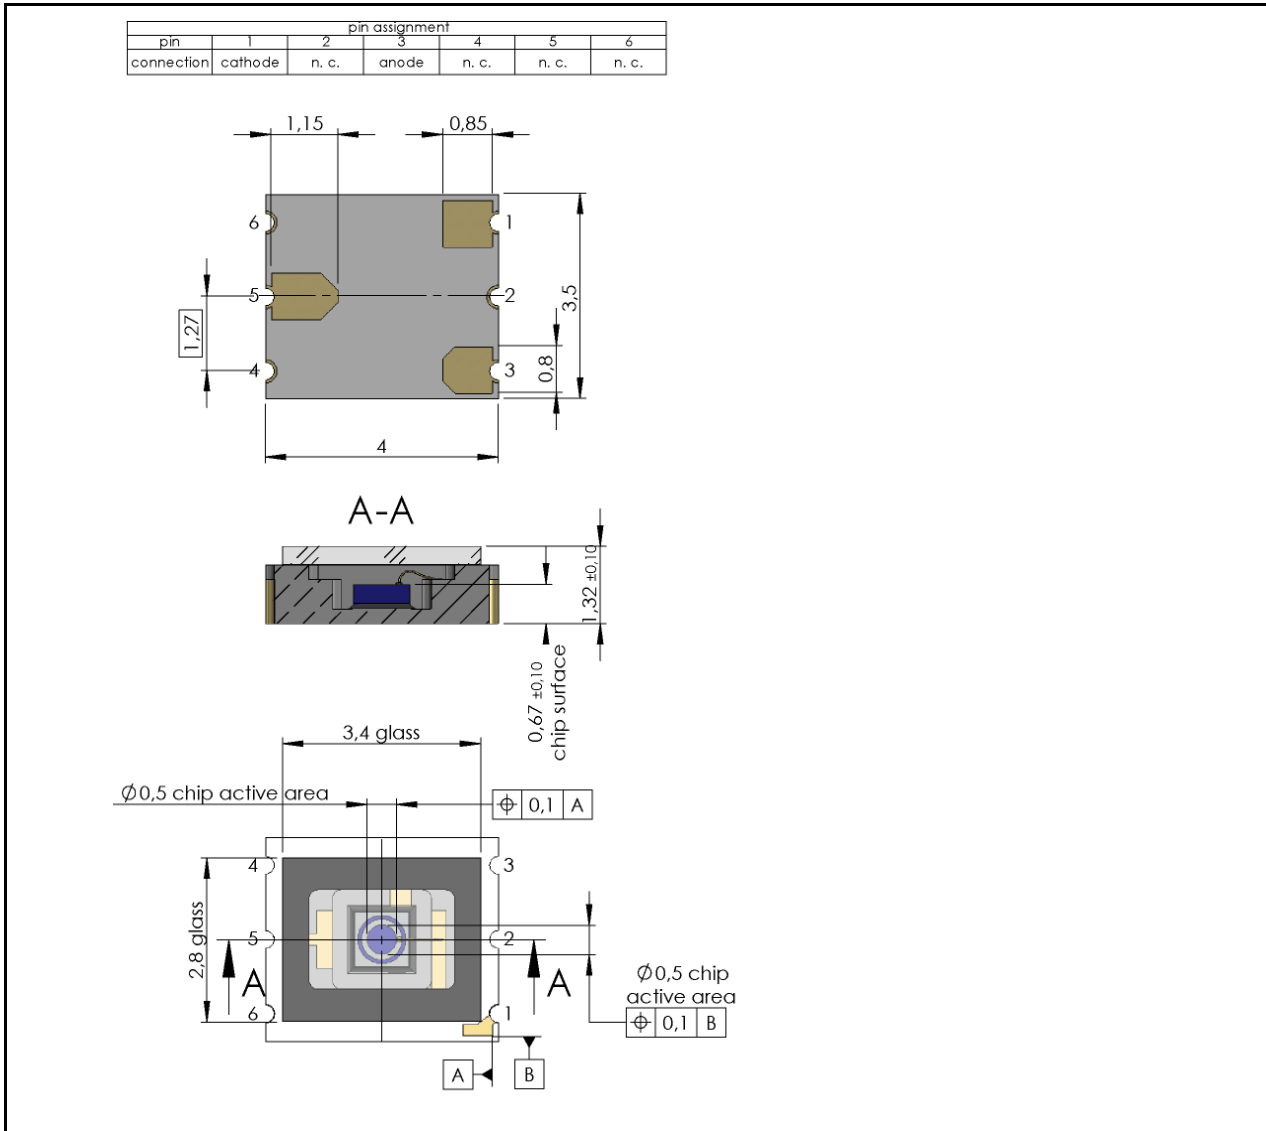 pin assignment
pin 1 2 3 4 5 6
connection cathode n. c. anode n. c. n. c. n. c.
1,15 0,85
6 1
5 2
4 3
1,27
3,5
0,8
4
A-A
1,32 ±0,10
0,67 ±0,10
chip surface
3,4 glass
Ø0,5 chip active area
⌖ 0,1 A
4 3
5 2
6 1
2,8 glass
A A
Ø0,5 chip
active area
⌖ 0,1 B
A B